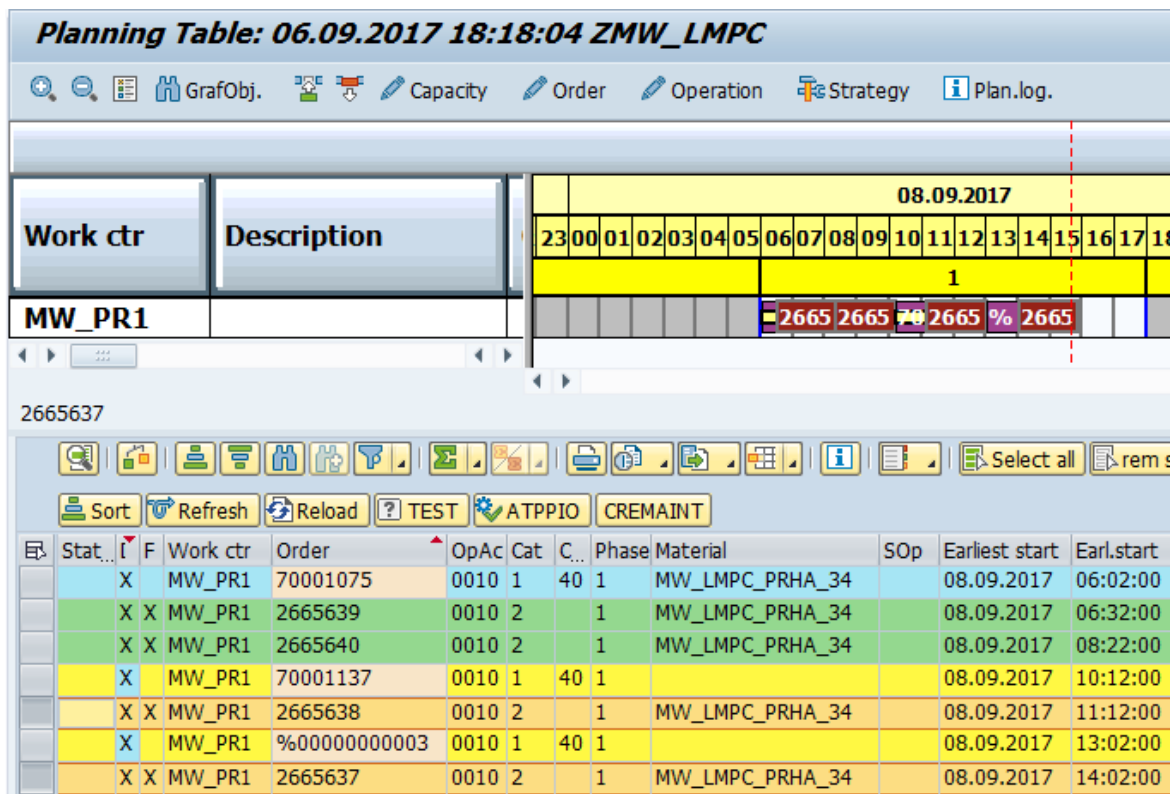 Planning Table: 06.09.2017 18:18:04 ZMW_LMPC
GrafObj. Capacity Order Operation Strategy Plan.log.
08.09.2017
Work ctr Description 23 00 01 02 03 04 05 06 07 08 09 10 11 12 13 14 15 16 17 18
1
MW_PR1 2665 2665 70 2665 % 2665
2665637
Select all rem s
Sort Refresh Reload TEST ATPPIO CREMAINT
Stat... F Work ctr Order OpAc Cat C... Phase Material SOp Earliest start Earl.start
X MW_PR1 70001075 0010 1 40 1 MW_LMPC_PRHA_34 08.09.2017 06:02:00
X X MW_PR1 2665639 0010 2 1 MW_LMPC_PRHA_34 08.09.2017 06:32:00
X X MW_PR1 2665640 0010 2 1 MW_LMPC_PRHA_34 08.09.2017 08:22:00
X MW_PR1 70001137 0010 1 40 1 08.09.2017 10:12:00
X X MW_PR1 2665638 0010 2 1 MW_LMPC_PRHA_34 08.09.2017 11:12:00
X MW_PR1 %00000000003 0010 1 40 1 08.09.2017 13:02:00
X X MW_PR1 2665637 0010 2 1 MW_LMPC_PRHA_34 08.09.2017 14:02:00